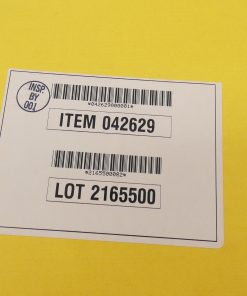 INSP.
BY
001
*042629000001*
ITEM 042629
*2165500002*
LOT 2165500